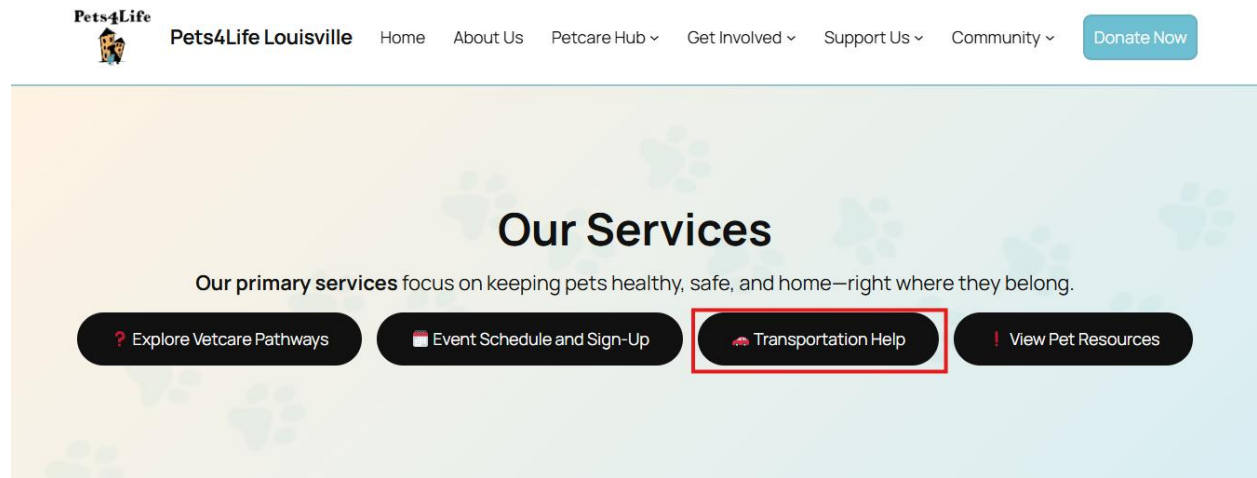 Pets4Life
Pets4Life Louisville Home About Us Petcare Hub Get Involved Support Us Community Donate Now
Our Services
Our primary services focus on keeping pets healthy, safe, and home—right where they belong.
❓ Explore Vetcare Pathways 🗓️ Event Schedule and Sign-Up 🚗 Transportation Help ❗ View Pet Resources